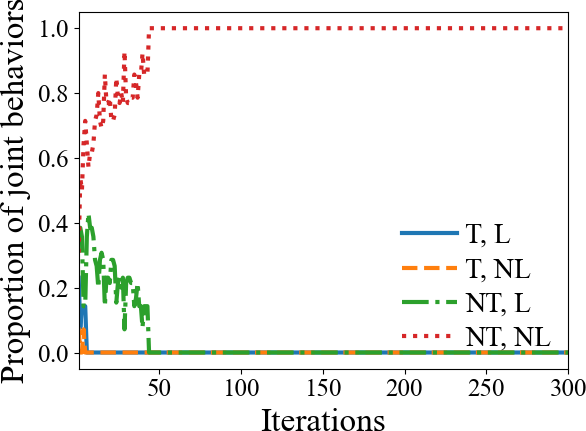 Proportion of joint behaviors
1.0
0.8
0.6
0.4
0.2
0.0
T, L
T, NL
NT, L
NT, NL
50
100
150
200
250
300
Iterations